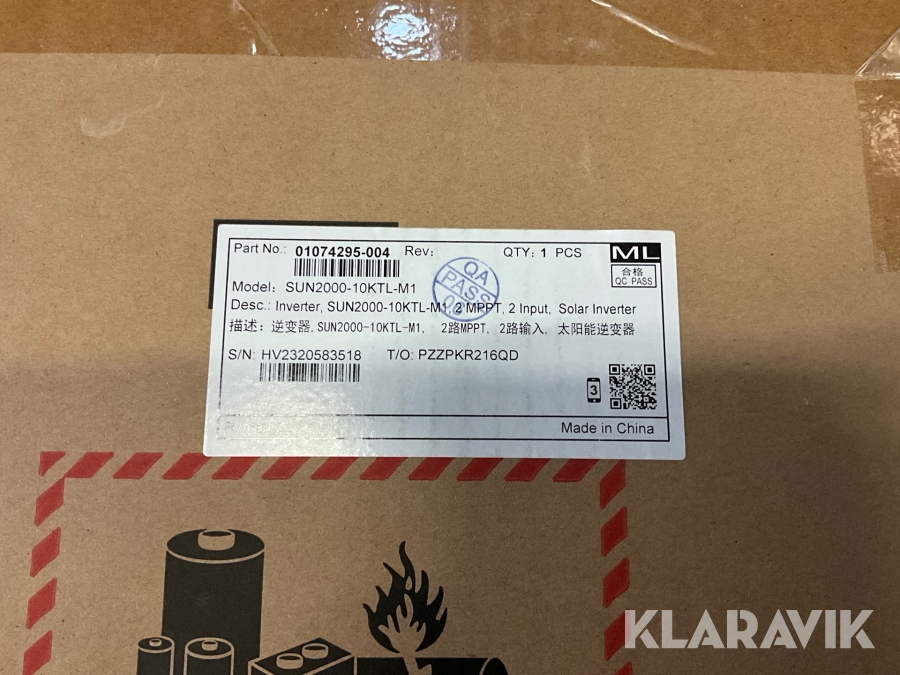 Part No.: 01074295-004 Rev: QTY: 1 PCS
ML
合格
QC PASS
Model: SUN2000-10KTL-M1
Desc.: Inverter, SUN2000-10KTL-M1, 2 MPPT, 2 Input, Solar Inverter
描述: 逆变器, SUN2000-10KTL-M1, 2路MPPT, 2路输入, 太阳能逆变器
QA
PASS
S/N: HV2320583518 T/O: PZZPKR216QD
3
Made in China
KLARAVIK